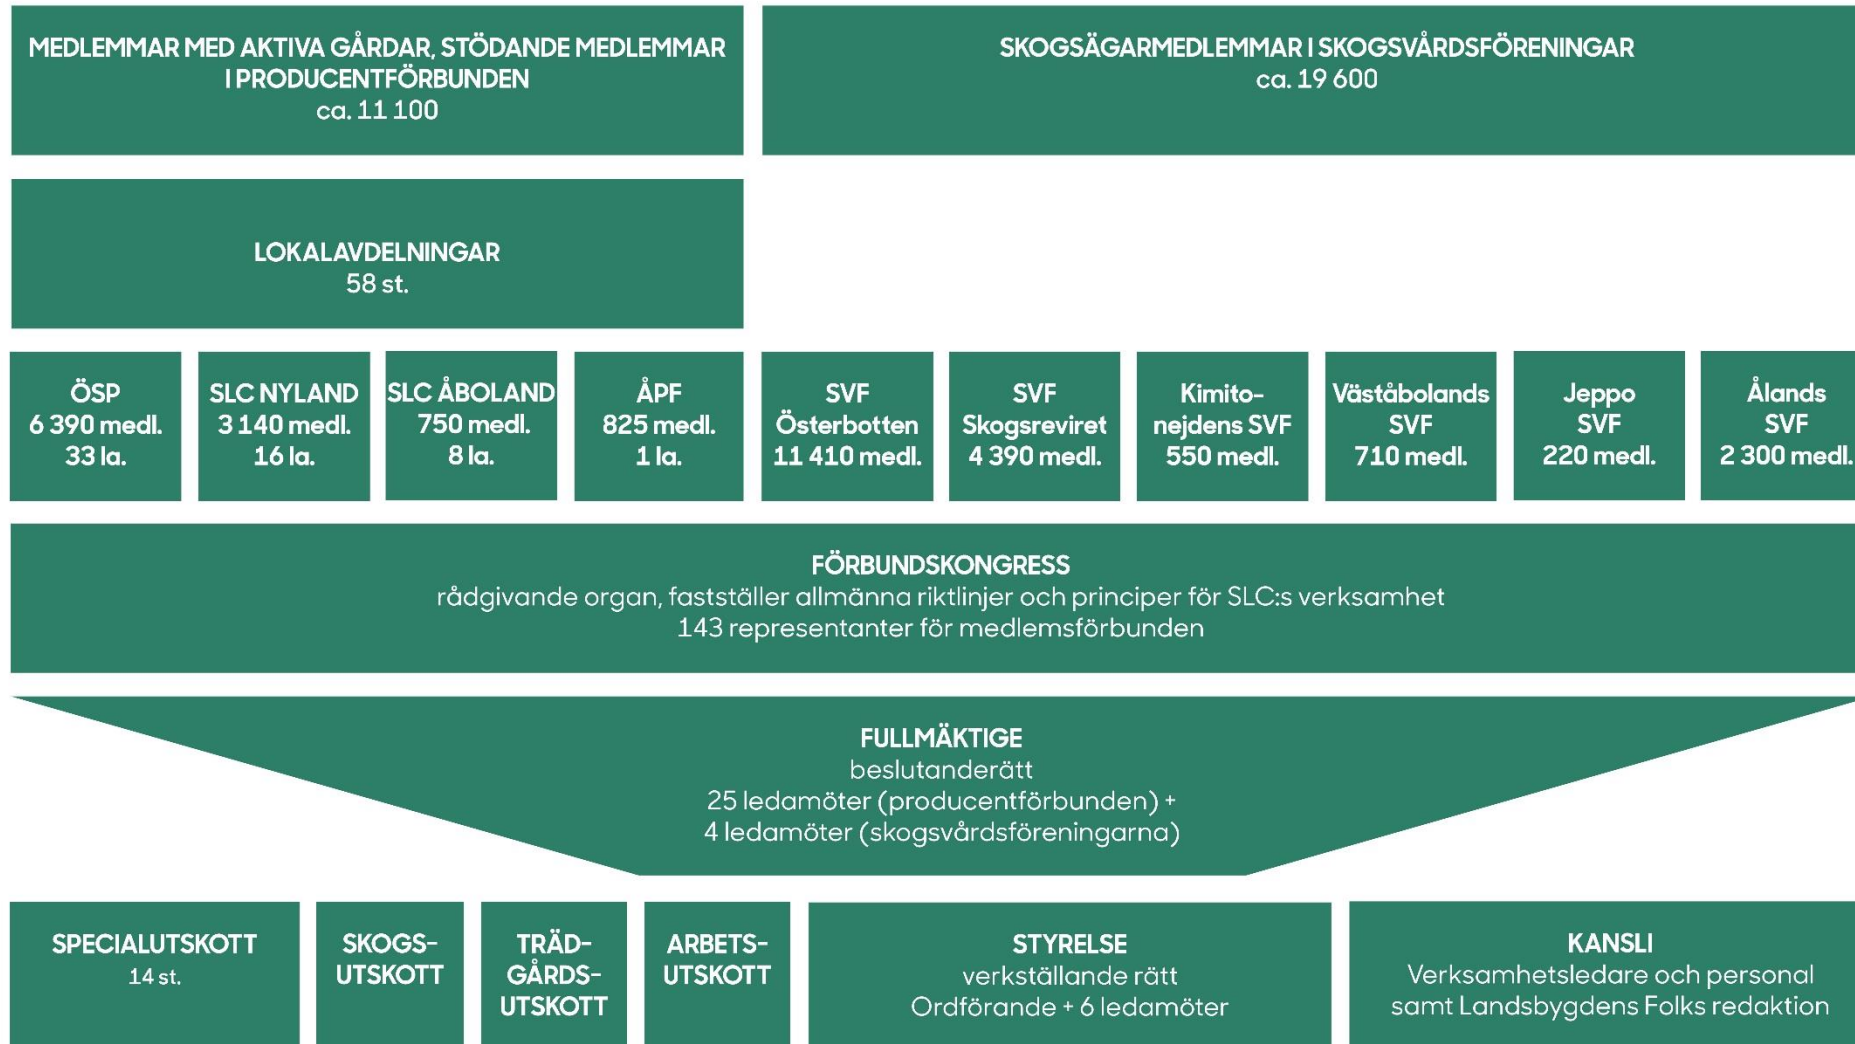 MEDLEMMAR MED AKTIVA GÅRDAR, STÖDANDE MEDLEMMAR
I PRODUCENTFÖRBUNDEN
ca. 11 100
SKOGSÄGARMEDLEMMAR I SKOGSVÅRDSFÖRENINGAR
ca. 19 600
LOKALAVDELNINGAR
58 st.
ÖSP
6 390 medl.
33 la.
SLC NYLAND
3 140 medl.
16 la.
SLC ÅBOLAND
750 medl.
8 la.
ÅPF
825 medl.
1 la.
SVF
Österbotten
11 410 medl.
SVF
Skogsreviret
4 390 medl.
Kimito-
nejdens SVF
550 medl.
Väståbolands
SVF
710 medl.
Jeppo
SVF
220 medl.
Ålands
SVF
2 300 medl.
FÖRBUNDSKONGRESS
rådgivande organ, fastställer allmänna riktlinjer och principer för SLC:s verksamhet
143 representanter för medlemsförbunden
FULLMÄKTIGE
beslutanderätt
25 ledamöter (producentförbunden) +
4 ledamöter (skogsvårdsföreningarna)
SPECIALUTSKOTT
14 st.
SKOGS-
UTSKOTT
TRÄD-
GÅRDS-
UTSKOTT
ARBETS-
UTSKOTT
STYRELSE
verkställande rätt
Ordförande + 6 ledamöter
KANSLI
Verksamhetsledare och personal
samt Landsbygdens Folks redaktion